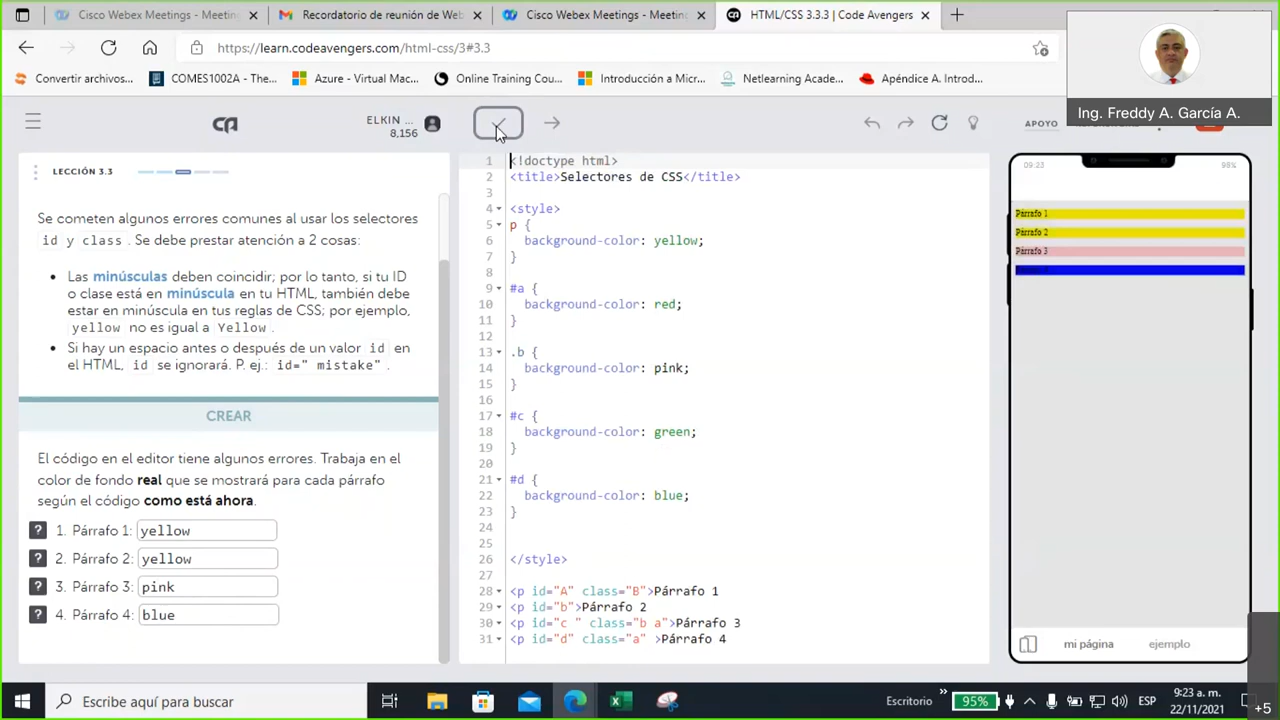 Cisco Webex Meetings - Meeting
Recordatorio de reunión de Web
Cisco Webex Meetings - Meeting
HTML/CSS 3.3.3 | Code Avengers
https://learn.codeavengers.com/html-css/3#3.3
Convertir archivos...
COMES1002A - The...
Azure - Virtual Mac...
Online Training Cou...
Introducción a Micr...
Netlearning Acade...
Apéndice A. Introd...
Ing. Freddy A. García A.
ELKIN ...
8,156
APOYO
LECCIÓN 3.3
Se cometen algunos errores comunes al usar los selectores
id y class . Se debe prestar atención a 2 cosas:
Las minúsculas deben coincidir; por lo tanto, si tu ID
o clase está en minúscula en tu HTML, también debe
estar en minúscula en tus reglas de CSS; por ejemplo,
yellow no es igual a Yellow .
Si hay un espacio antes o después de un valor id en
el HTML, id se ignorará. P. ej.: id=" mistake" .
CREAR
El código en el editor tiene algunos errores. Trabaja en el
color de fondo real que se mostrará para cada párrafo
según el código como está ahora.
? 1. Párrafo 1: yellow
? 2. Párrafo 2: yellow
? 3. Párrafo 3: pink
? 4. Párrafo 4: blue
1 <!doctype html>
2 <title>Selectores de CSS</title>
3
4 <style>
5 p {
6 background-color: yellow;
7 }
8
9 #a {
10 background-color: red;
11 }
12
13 .b {
14 background-color: pink;
15 }
16
17 #c {
18 background-color: green;
19 }
20
21 #d {
22 background-color: blue;
23 }
24
25
26 </style>
27
28 <p id="A" class="B">Párrafo 1
29 <p id="b">Párrafo 2
30 <p id="c " class="b a">Párrafo 3
31 <p id="d" class="a" >Párrafo 4
09:23 98%
Párrafo 1
Párrafo 2
Párrafo 3
mi página ejemplo
Escribe aquí para buscar
Escritorio
95%
ESP
9:23 a. m.
22/11/2021
+5